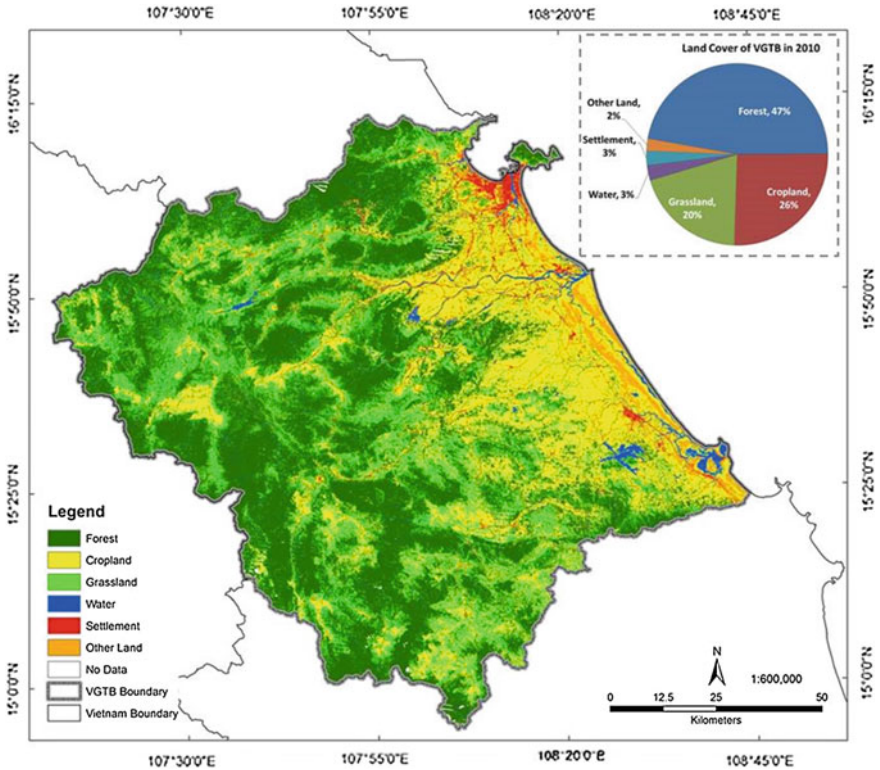 107°30'0"E
107°55'0"E
108°20'0"E
108°45'0"E
16°15'0"N
16°15'0"N
Land Cover of VGTB in 2010
Forest, 47%
Other Land,
2%
Settlement,
3%
Water, 3%
Grassland,
20%
Cropland,
26%
15°50'0"N
15°50'0"N
15°25'0"N
15°25'0"N
Legend
Forest
Cropland
Grassland
Water
Settlement
Other Land
No Data
VGTB Boundary
Vietnam Boundary
15°0'0"N
15°0'0"N
N
1:600,000
0
12.5
25
50
Kilometers
107°30'0"E
107°55'0"E
108°20'0"E
108°45'0"E